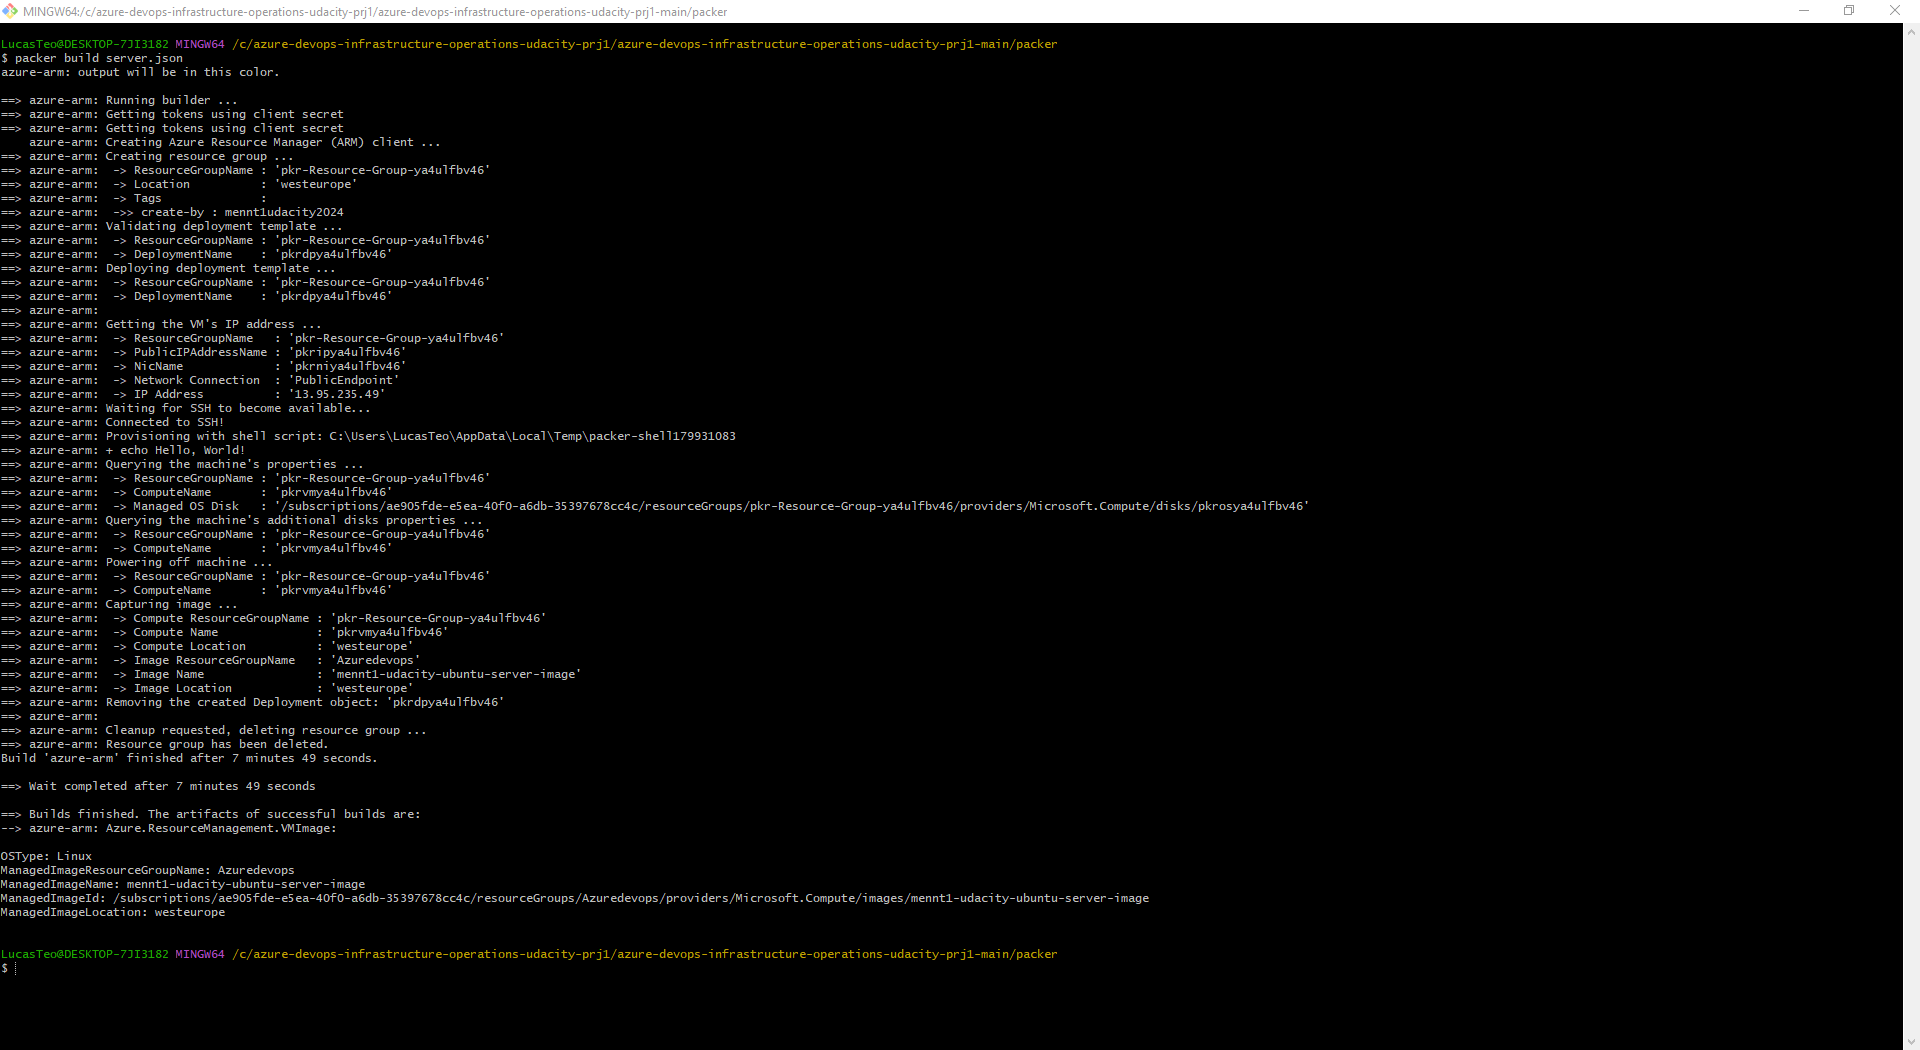 MINGW64:/c/azure-devops-infrastructure-operations-udacity-prj1/azure-devops-infrastructure-operations-udacity-prj1-main/packer
LucasTeo@DESKTOP-7JI3182 MINGW64 /c/azure-devops-infrastructure-operations-udacity-prj1/azure-devops-infrastructure-operations-udacity-prj1-main/packer
$ packer build server.json
azure-arm: output will be in this color.
==> azure-arm: Running builder ...
==> azure-arm: Getting tokens using client secret
==> azure-arm: Getting tokens using client secret
    azure-arm: Creating Azure Resource Manager (ARM) client ...
==> azure-arm: Creating resource group ...
==> azure-arm:  -> ResourceGroupName : 'pkr-Resource-Group-ya4ulfbv46'
==> azure-arm:  -> Location          : 'westeurope'
==> azure-arm:  -> Tags              :
==> azure-arm:  ->> create-by : mennt1udacity2024
==> azure-arm: Validating deployment template ...
==> azure-arm:  -> ResourceGroupName : 'pkr-Resource-Group-ya4ulfbv46'
==> azure-arm:  -> DeploymentName    : 'pkrdpya4ulfbv46'
==> azure-arm: Deploying deployment template ...
==> azure-arm:  -> ResourceGroupName : 'pkr-Resource-Group-ya4ulfbv46'
==> azure-arm:  -> DeploymentName    : 'pkrdpya4ulfbv46'
==> azure-arm:
==> azure-arm: Getting the VM's IP address ...
==> azure-arm:  -> ResourceGroupName   : 'pkr-Resource-Group-ya4ulfbv46'
==> azure-arm:  -> PublicIPAddressName : 'pkripya4ulfbv46'
==> azure-arm:  -> NicName             : 'pkrniya4ulfbv46'
==> azure-arm:  -> Network Connection  : 'PublicEndpoint'
==> azure-arm:  -> IP Address          : '13.95.235.49'
==> azure-arm: Waiting for SSH to become available...
==> azure-arm: Connected to SSH!
==> azure-arm: Provisioning with shell script: C:\Users\LucasTeo\AppData\Local\Temp\packer-shell179931083
==> azure-arm: + echo Hello, World!
==> azure-arm: Querying the machine's properties ...
==> azure-arm:  -> ResourceGroupName : 'pkr-Resource-Group-ya4ulfbv46'
==> azure-arm:  -> ComputeName       : 'pkrvmya4ulfbv46'
==> azure-arm:  -> Managed OS Disk   : '/subscriptions/ae905fde-e5ea-40f0-a6db-35397678cc4c/resourceGroups/pkr-Resource-Group-ya4ulfbv46/providers/Microsoft.Compute/disks/pkrosya4ulfbv46'
==> azure-arm: Querying the machine's additional disks properties ...
==> azure-arm:  -> ResourceGroupName : 'pkr-Resource-Group-ya4ulfbv46'
==> azure-arm:  -> ComputeName       : 'pkrvmya4ulfbv46'
==> azure-arm: Powering off machine ...
==> azure-arm:  -> ResourceGroupName : 'pkr-Resource-Group-ya4ulfbv46'
==> azure-arm:  -> ComputeName       : 'pkrvmya4ulfbv46'
==> azure-arm: Capturing image ...
==> azure-arm:  -> Compute ResourceGroupName : 'pkr-Resource-Group-ya4ulfbv46'
==> azure-arm:  -> Compute Name              : 'pkrvmya4ulfbv46'
==> azure-arm:  -> Compute Location          : 'westeurope'
==> azure-arm:  -> Image ResourceGroupName   : 'Azuredevops'
==> azure-arm:  -> Image Name                : 'mennt1-udacity-ubuntu-server-image'
==> azure-arm:  -> Image Location            : 'westeurope'
==> azure-arm: Removing the created Deployment object: 'pkrdpya4ulfbv46'
==> azure-arm:
==> azure-arm: Cleanup requested, deleting resource group ...
==> azure-arm: Resource group has been deleted.
Build 'azure-arm' finished after 7 minutes 49 seconds.
==> Wait completed after 7 minutes 49 seconds
==> Builds finished. The artifacts of successful builds are:
--> azure-arm: Azure.ResourceManagement.VMImage:
OSType: Linux
ManagedImageResourceGroupName: Azuredevops
ManagedImageName: mennt1-udacity-ubuntu-server-image
ManagedImageId: /subscriptions/ae905fde-e5ea-40f0-a6db-35397678cc4c/resourceGroups/Azuredevops/providers/Microsoft.Compute/images/mennt1-udacity-ubuntu-server-image
ManagedImageLocation: westeurope
LucasTeo@DESKTOP-7JI3182 MINGW64 /c/azure-devops-infrastructure-operations-udacity-prj1/azure-devops-infrastructure-operations-udacity-prj1-main/packer
$